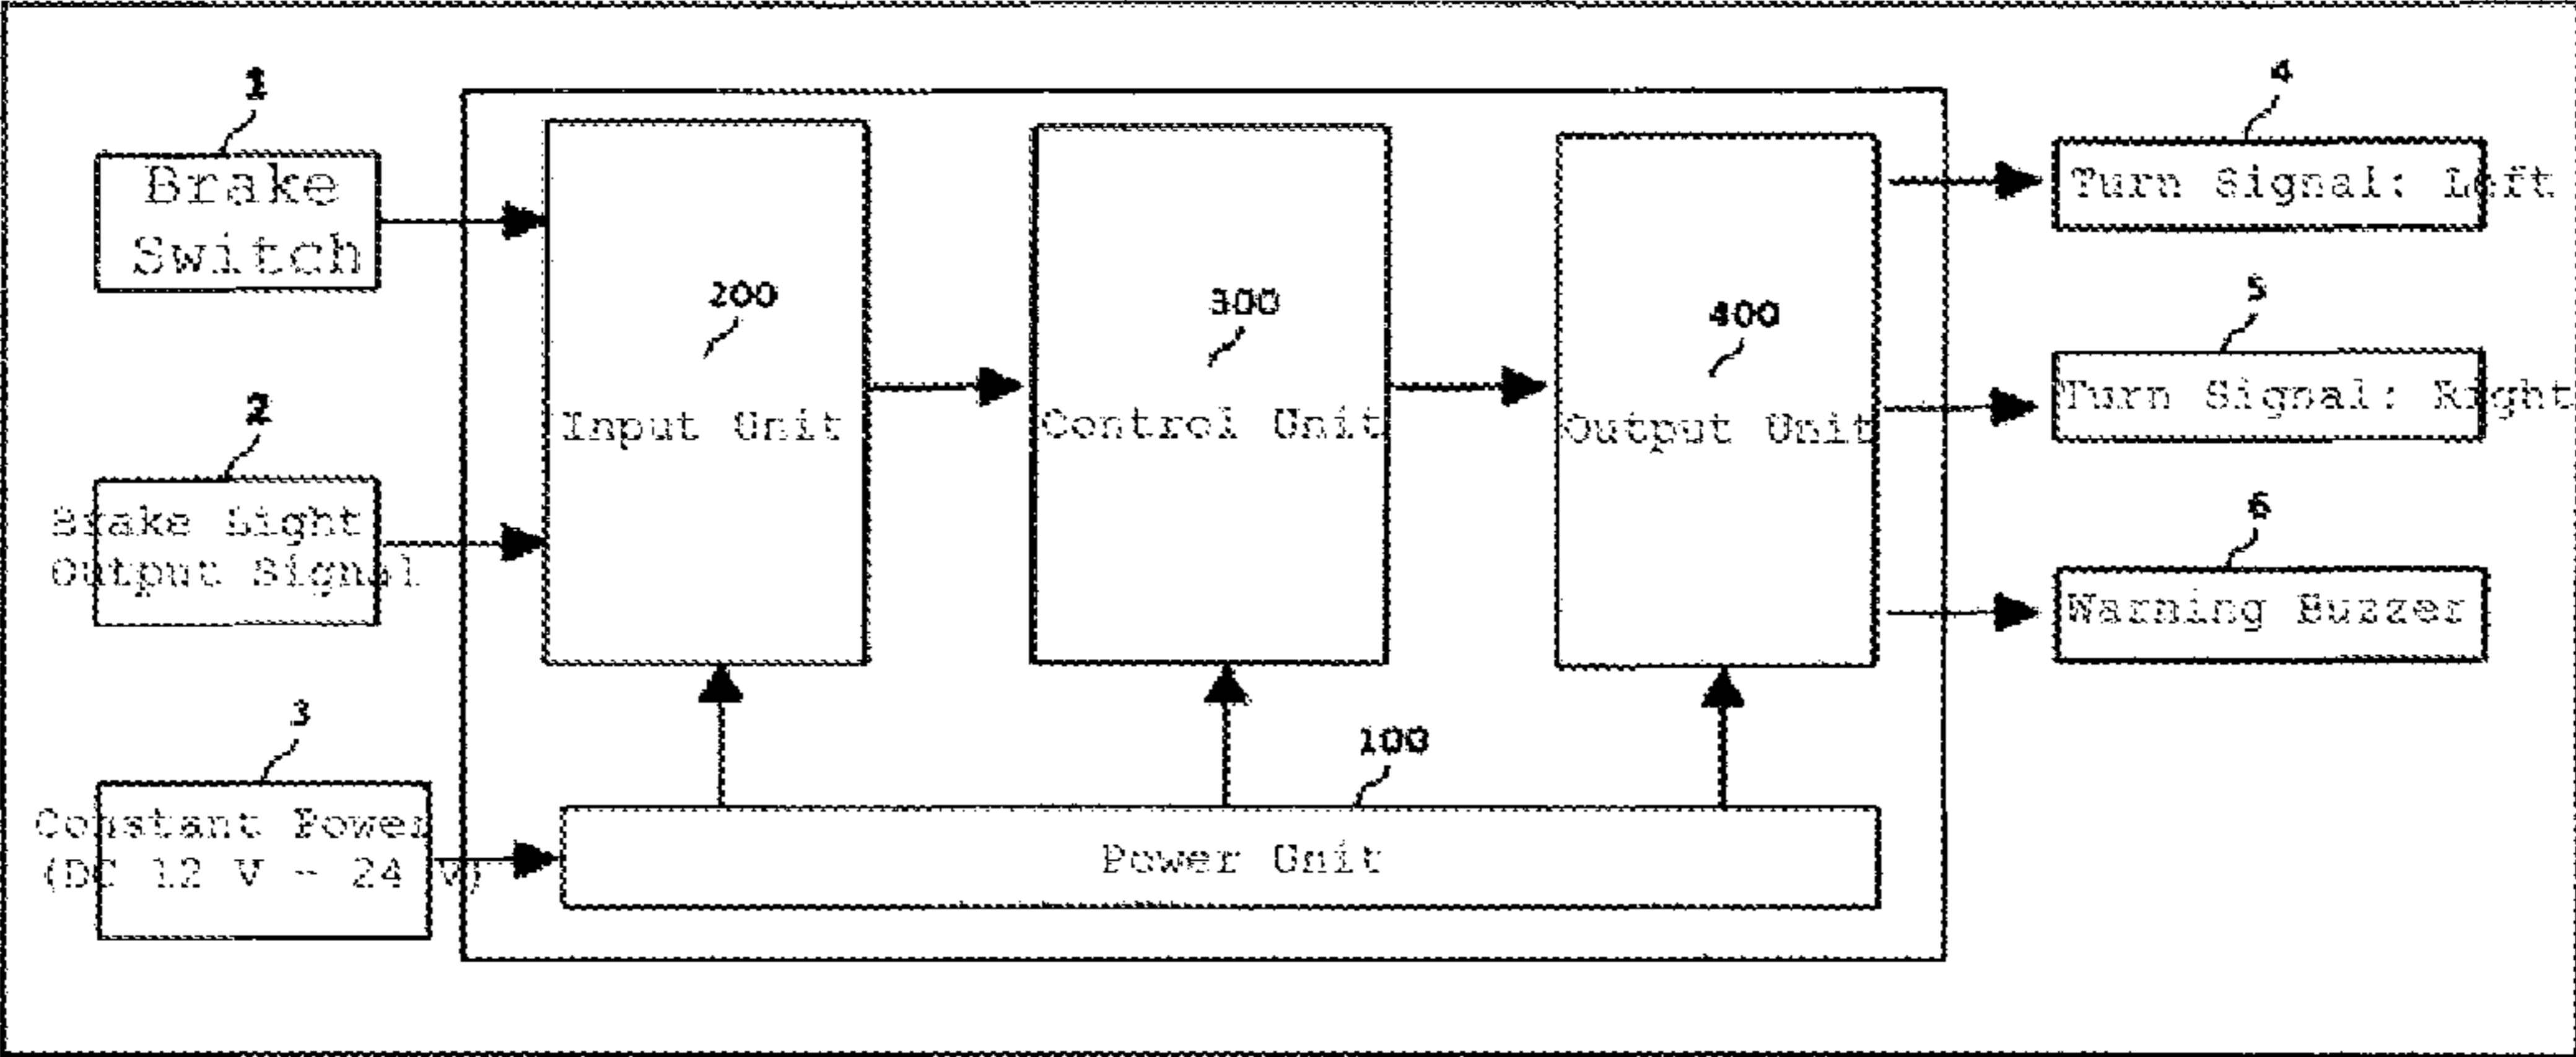 1
Brake
Switch
2
Brake Light
Output Signal
3
Constant Power
(DC 12 V ~ 24 V)
200
Input Unit
300
Control Unit
400
Output Unit
100
Power Unit
4
Turn Signal: Left
5
Turn Signal: Right
6
Warning Buzzer